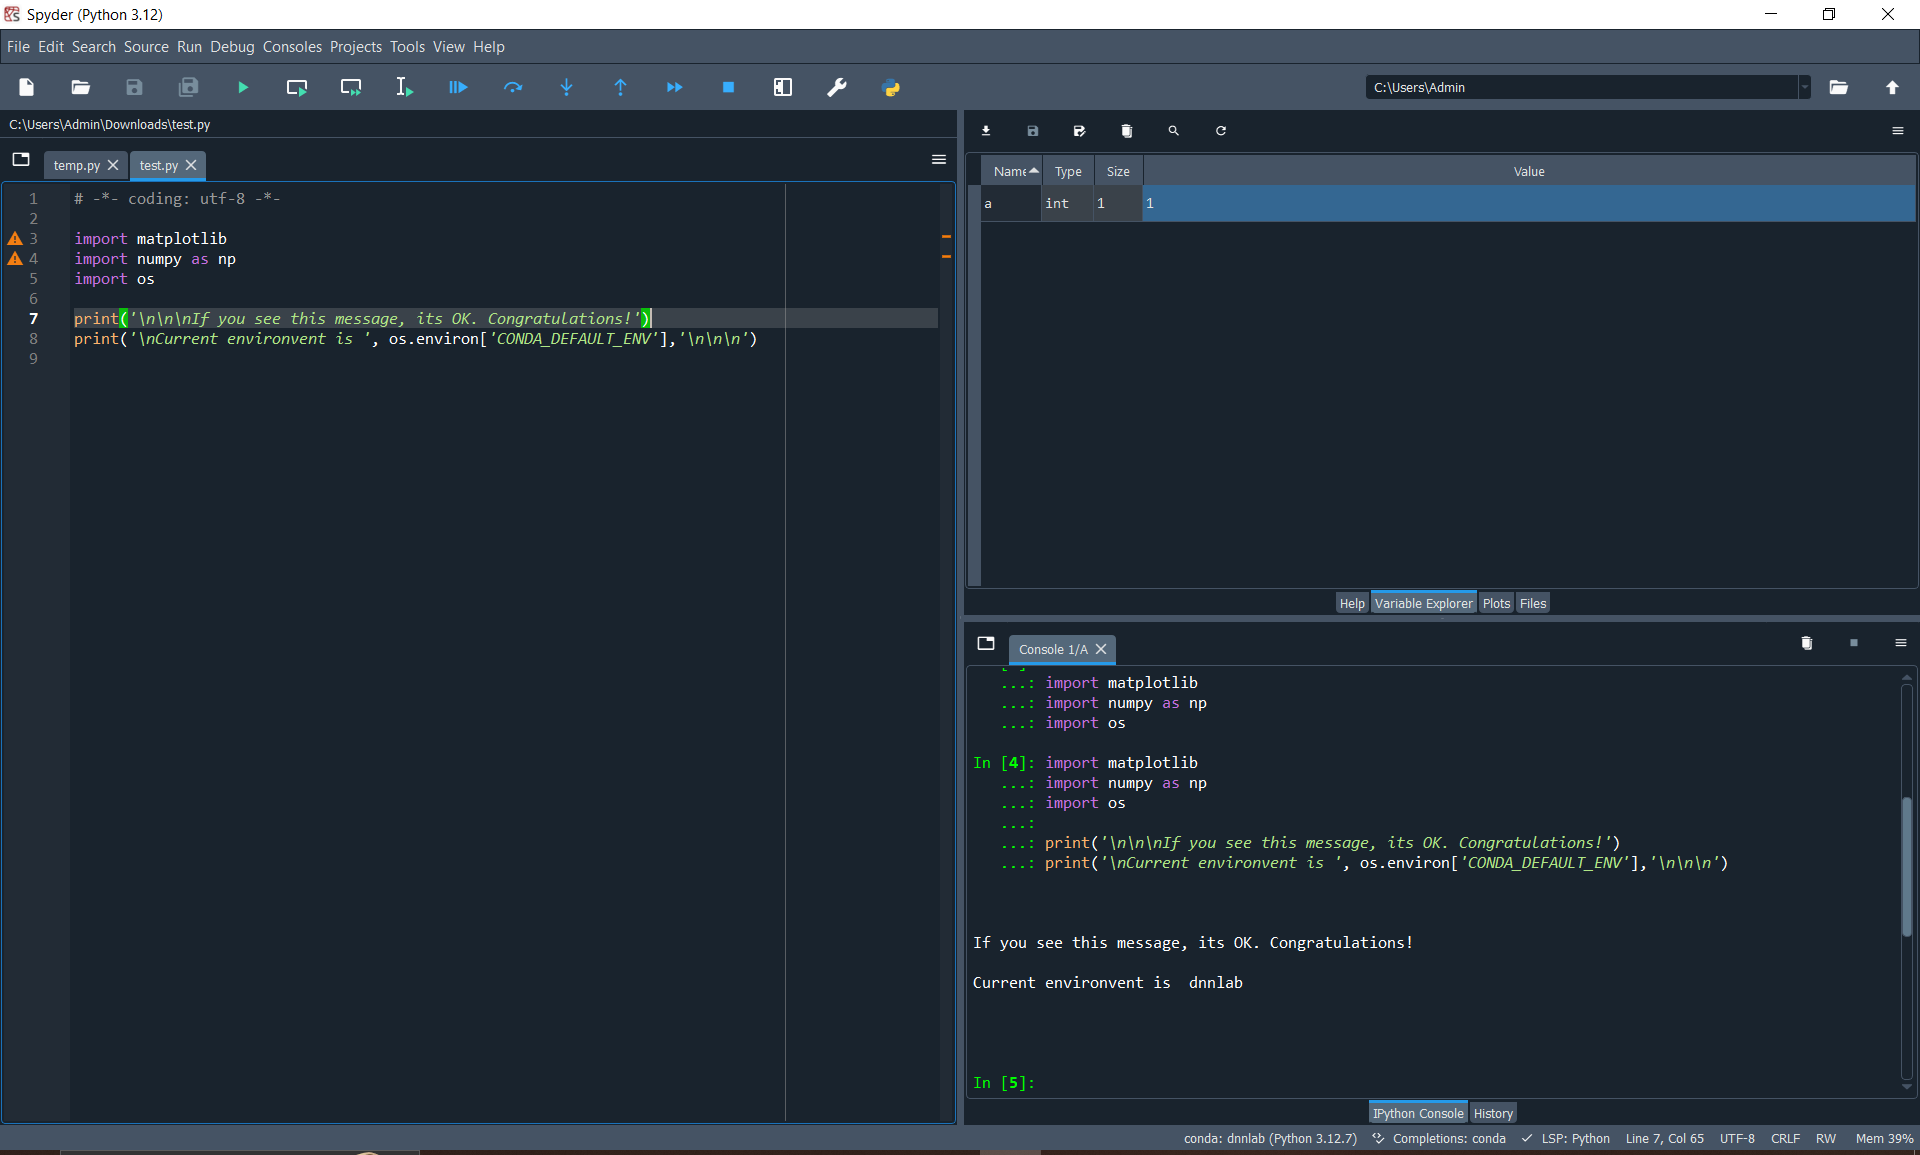 Spyder (Python 3.12)
File Edit Search Source Run Debug Consoles Projects Tools View Help
C:\Users\Admin
C:\Users\Admin\Downloads\test.py
temp.py test.py
1 # -*- coding: utf-8 -*-
2
3 import matplotlib
4 import numpy as np
5 import os
6
7 print('\n\n\nIf you see this message, its OK. Congratulations!')
8 print('\nCurrent environvent is ', os.environ['CONDA_DEFAULT_ENV'],'\n\n\n')
9
Name Type Size Value
a int 1 1
Help Variable Explorer Plots Files
Console 1/A
...: import matplotlib
...: import numpy as np
...: import os
In [4]: import matplotlib
...: import numpy as np
...: import os
...:
...: print('\n\n\nIf you see this message, its OK. Congratulations!')
...: print('\nCurrent environvent is ', os.environ['CONDA_DEFAULT_ENV'],'\n\n\n')
If you see this message, its OK. Congratulations!
Current environvent is  dnnlab
In [5]:
IPython Console History
conda: dnnlab (Python 3.12.7) Completions: conda LSP: Python Line 7, Col 65 UTF-8 CRLF RW Mem 39%